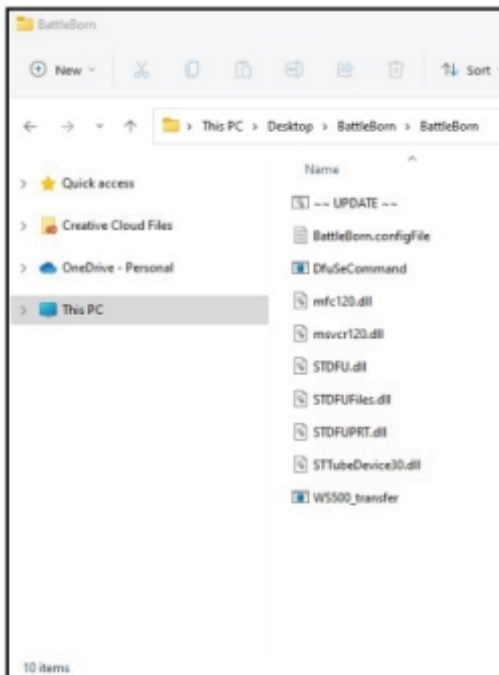 BattleBorn
New
Sort
This PC > Desktop > BattleBorn > BattleBorn
Quick access
Creative Cloud Files
OneDrive - Personal
This PC
Name
~~ UPDATE ~~
BattleBorn.configFile
DfuSeCommand
mfc120.dll
msvcr120.dll
STDFU.dll
STDFUFiles.dll
STDFUPRT.dll
STTubeDevice30.dll
WS500_transfer
10 items